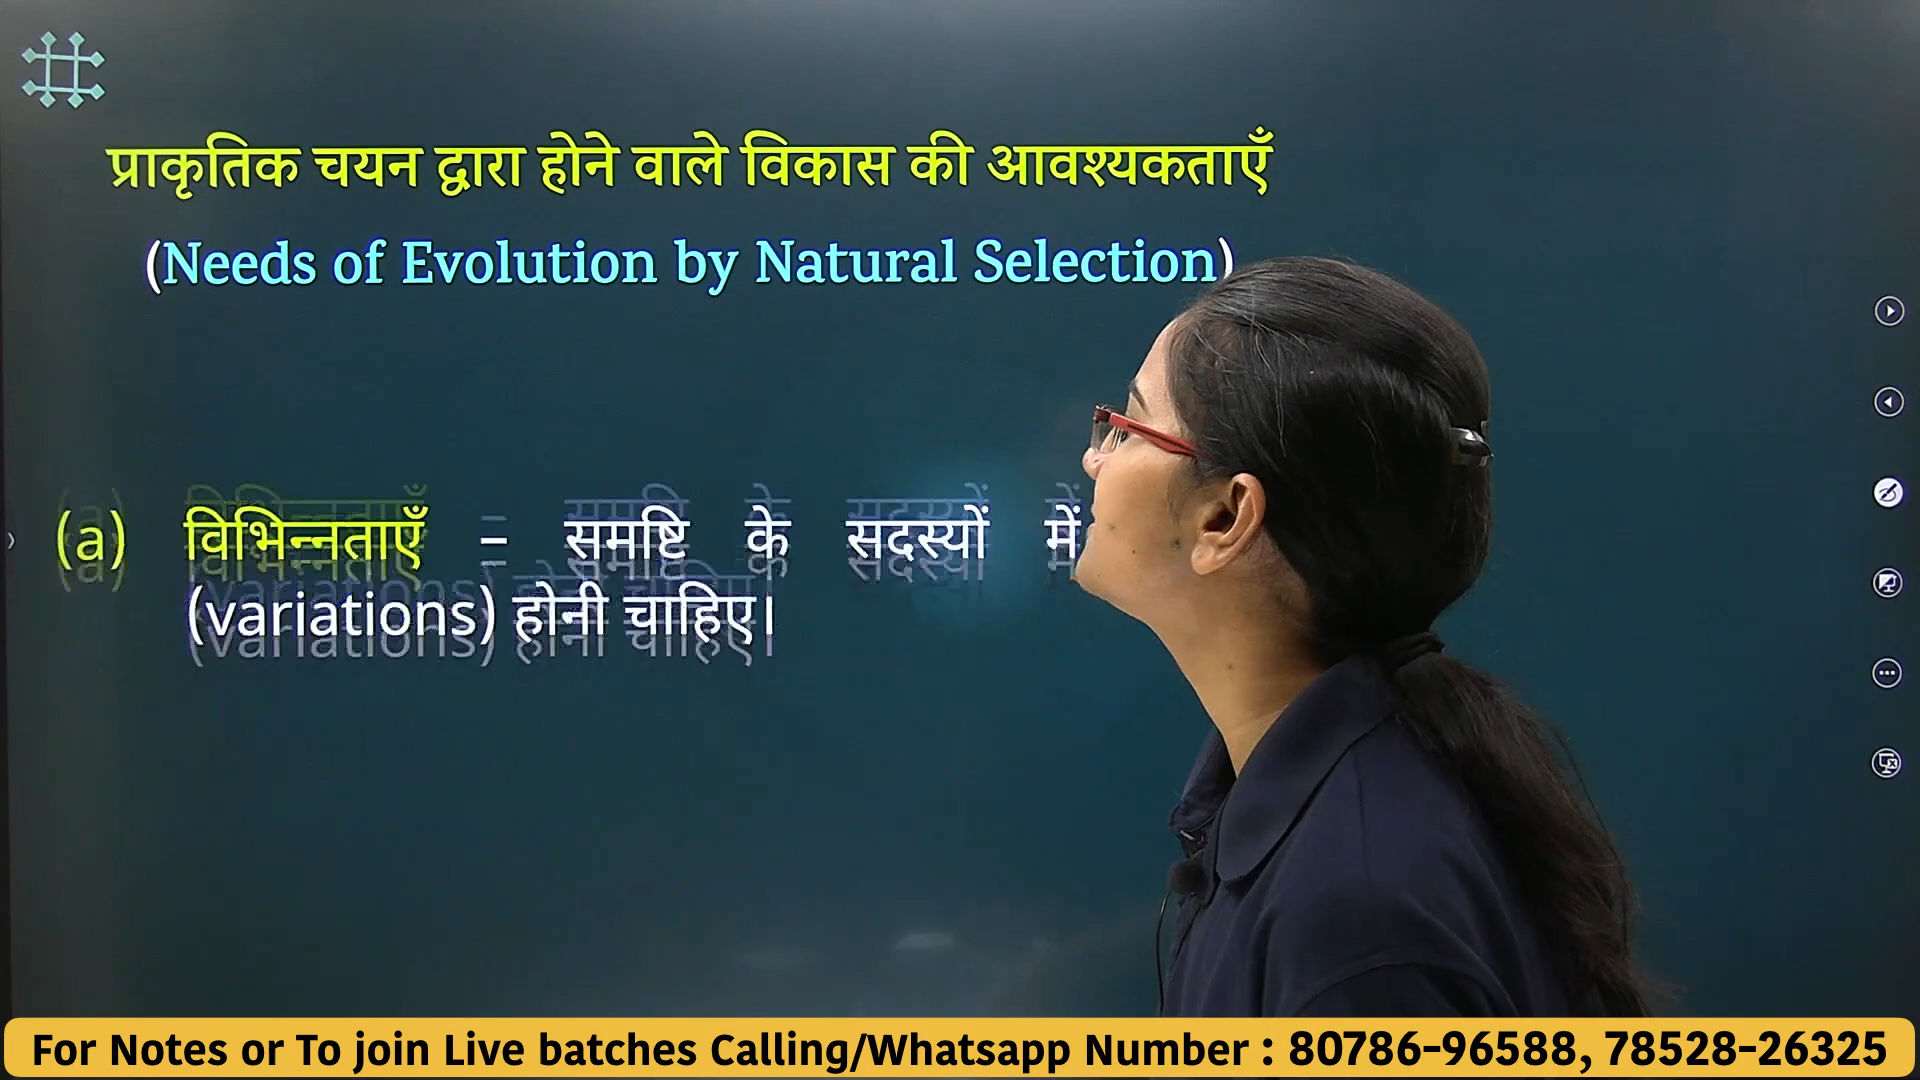 प्राकृतिक चयन द्वारा होने वाले विकास की आवश्यकताएँ
(Needs of Evolution by Natural Selection)
(a) विभिन्नताएँ – समष्टि के सदस्यों में
(variations) होनी चाहिए।
For Notes or To join Live batches Calling/Whatsapp Number : 80786-96588, 78528-26325